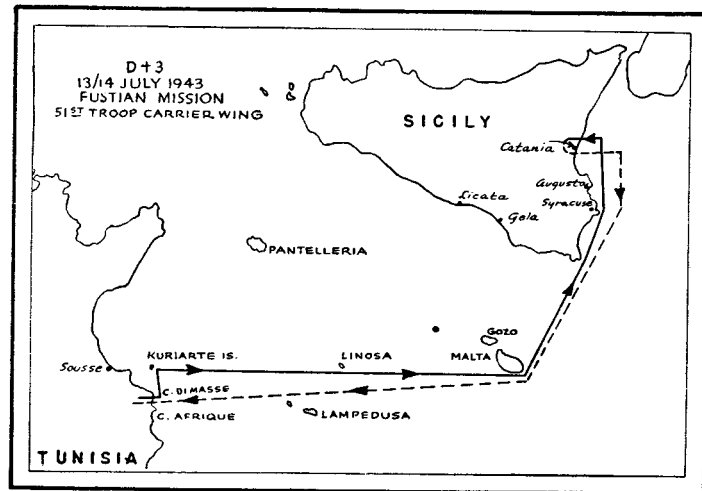 D+3
13/14 JULY 1943
FUSTIAN MISSION
51ST TROOP CARRIER WING
SICILY
Catania
Augusta
Syracuse
Licata
Gela
PANTELLERIA
GOZO
KURIARTE IS.
LINOSA
MALTA
Sousse
C. DIMASSE
C. AFRIQUE
LAMPEDUSA
TUNISIA